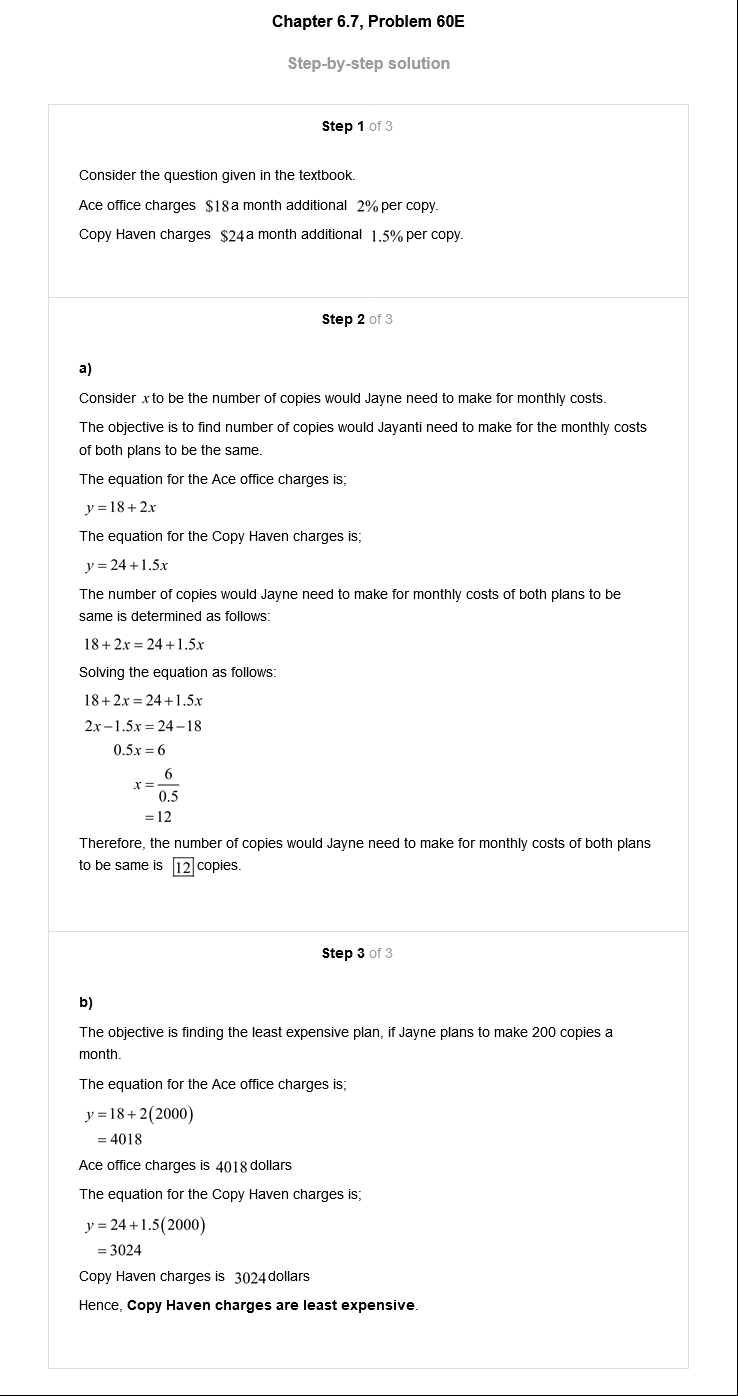 Chapter 6.7, Problem 60E
Step-by-step solution
Step 1 of 3
Consider the question given in the textbook.
Ace office charges $18 a month additional 2% per copy.
Copy Haven charges $24 a month additional 1.5% per copy.
Step 2 of 3
a)
Consider x to be the number of copies would Jayne need to make for monthly costs.
The objective is to find number of copies would Jayanti need to make for the monthly costs
of both plans to be the same.
The equation for the Ace office charges is;
y = 18 + 2x
The equation for the Copy Haven charges is;
y = 24 + 1.5x
The number of copies would Jayne need to make for monthly costs of both plans to be
same is determined as follows:
18 + 2x = 24 + 1.5x
Solving the equation as follows:
18 + 2x = 24 + 1.5x
2x − 1.5x = 24 − 18
0.5x = 6
x = 6/0.5
= 12
Therefore, the number of copies would Jayne need to make for monthly costs of both plans
to be same is 12 copies.
Step 3 of 3
b)
The objective is finding the least expensive plan, if Jayne plans to make 200 copies a
month.
The equation for the Ace office charges is;
y = 18 + 2(2000)
= 4018
Ace office charges is 4018 dollars
The equation for the Copy Haven charges is;
y = 24 + 1.5(2000)
= 3024
Copy Haven charges is 3024 dollars
Hence, Copy Haven charges are least expensive.